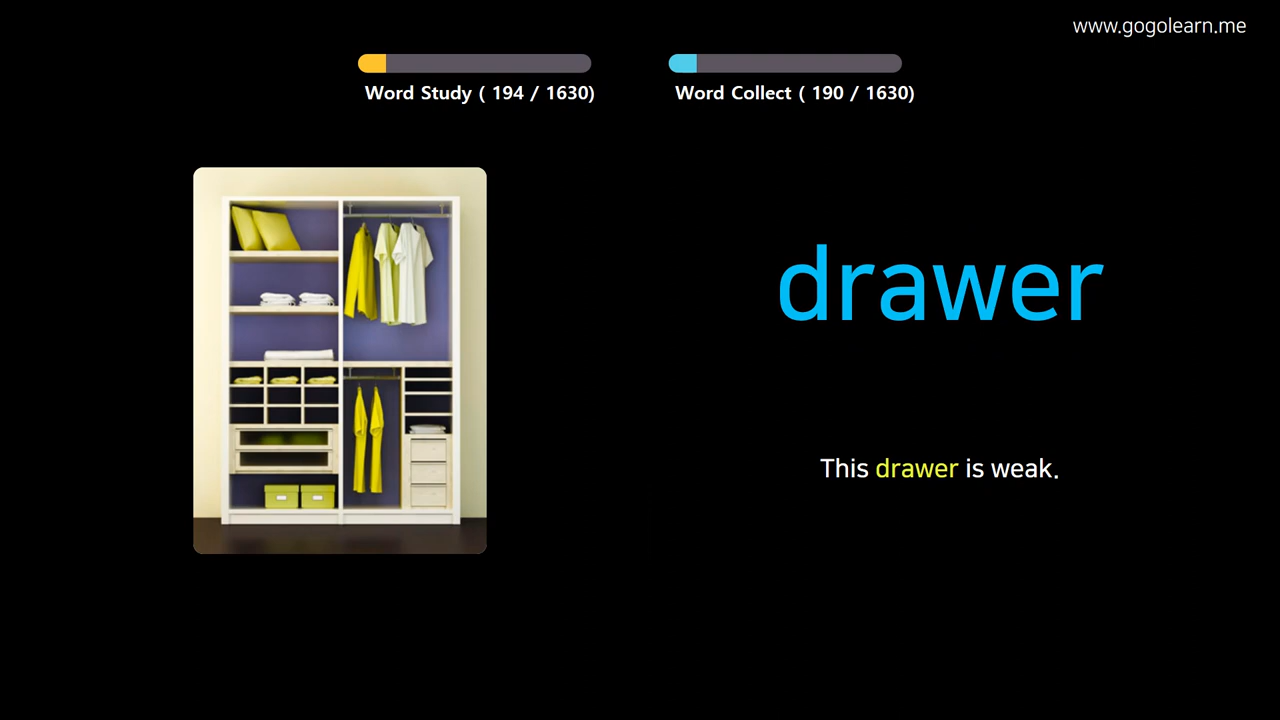 www.gogolearn.me
Word Study ( 194 / 1630)
Word Collect ( 190 / 1630)
drawer
This drawer is weak.